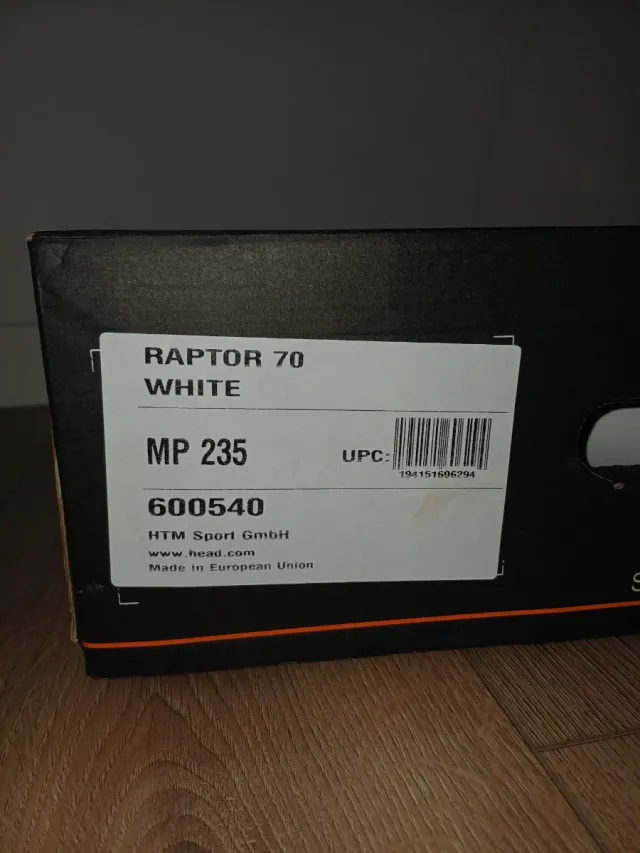 RAPTOR 70
WHITE
MP 235
UPC:
194151606294
600540
HTM Sport GmbH
www.head.com
Made in European Union
S